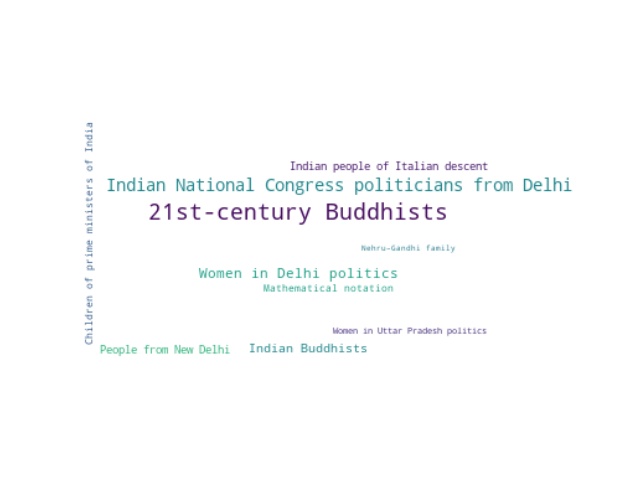 Children of prime ministers of India
Indian people of Italian descent
Indian National Congress politicians from Delhi
21st-century Buddhists
Nehru–Gandhi family
Women in Delhi politics
Mathematical notation
Women in Uttar Pradesh politics
People from New Delhi
Indian Buddhists